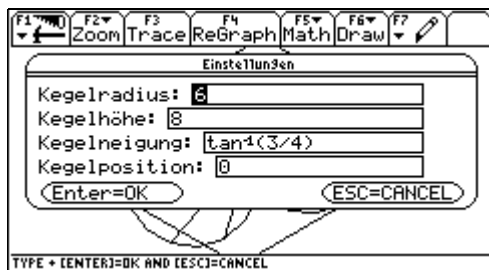 F1 F2 F3 F4 F5 F6 F7
Zoom Trace ReGraph Math Draw
Einstellungen
Kegelradius: 6
Kegelhöhe: 8
Kegelneigung: tan⁻¹(3/4)
Kegelposition: 0
Enter=OK ESC=CANCEL
TYPE + [ENTER]=OK AND [ESC]=CANCEL